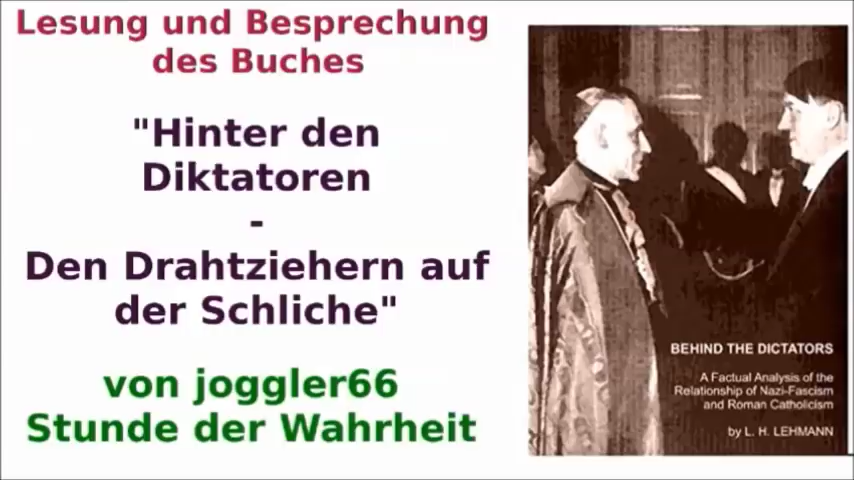 Lesung und Besprechung
des Buches
"Hinter den
Diktatoren
-
Den Drahtziehern auf
der Schliche"
von joggler66
Stunde der Wahrheit
BEHIND THE DICTATORS
A Factual Analysis of the
Relationship of Nazi-Fascism
and Roman Catholicism
by L. H. LEHMANN